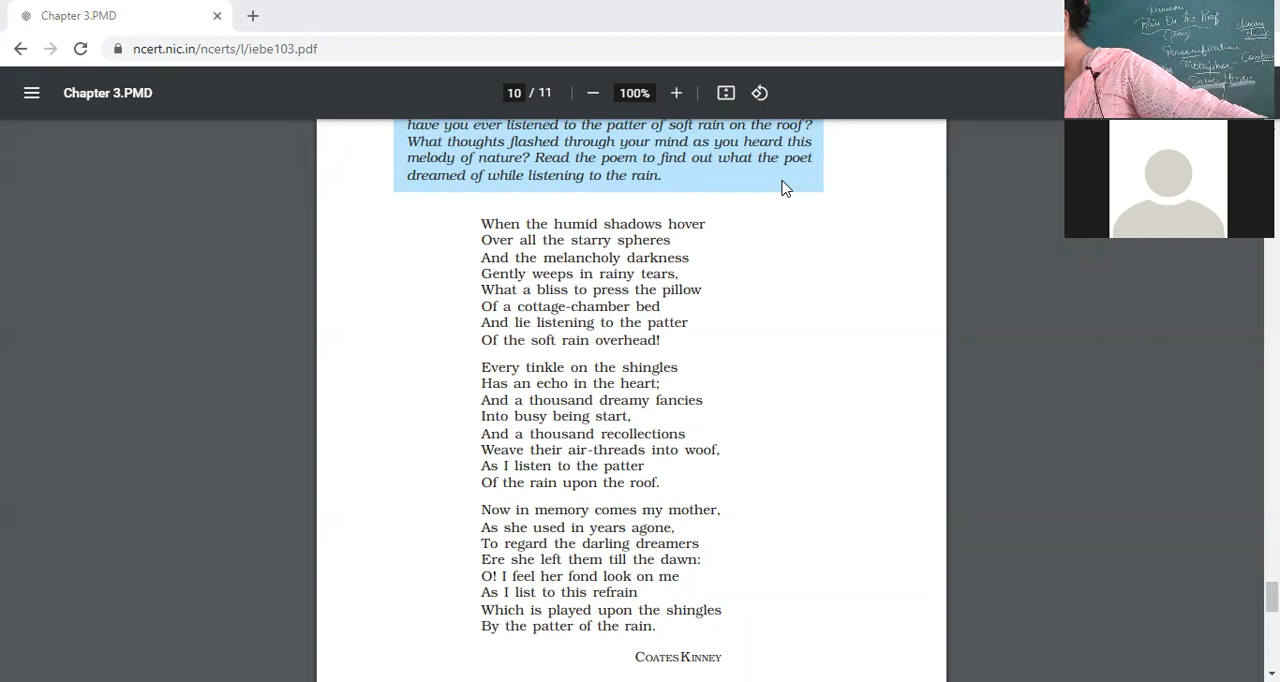 Chapter 3.PMD
ncert.nic.in/ncerts/l/iebe103.pdf
Chapter 3.PMD
10 / 11
100%
Rain On the Roof
Personification
Metaphor
have you ever listened to the patter of soft rain on the roof?
What thoughts flashed through your mind as you heard this
melody of nature? Read the poem to find out what the poet
dreamed of while listening to the rain.
When the humid shadows hover
Over all the starry spheres
And the melancholy darkness
Gently weeps in rainy tears,
What a bliss to press the pillow
Of a cottage-chamber bed
And lie listening to the patter
Of the soft rain overhead!
Every tinkle on the shingles
Has an echo in the heart;
And a thousand dreamy fancies
Into busy being start,
And a thousand recollections
Weave their air-threads into woof,
As I listen to the patter
Of the rain upon the roof.
Now in memory comes my mother,
As she used in years agone,
To regard the darling dreamers
Ere she left them till the dawn:
O! I feel her fond look on me
As I list to this refrain
Which is played upon the shingles
By the patter of the rain.
COATES KINNEY